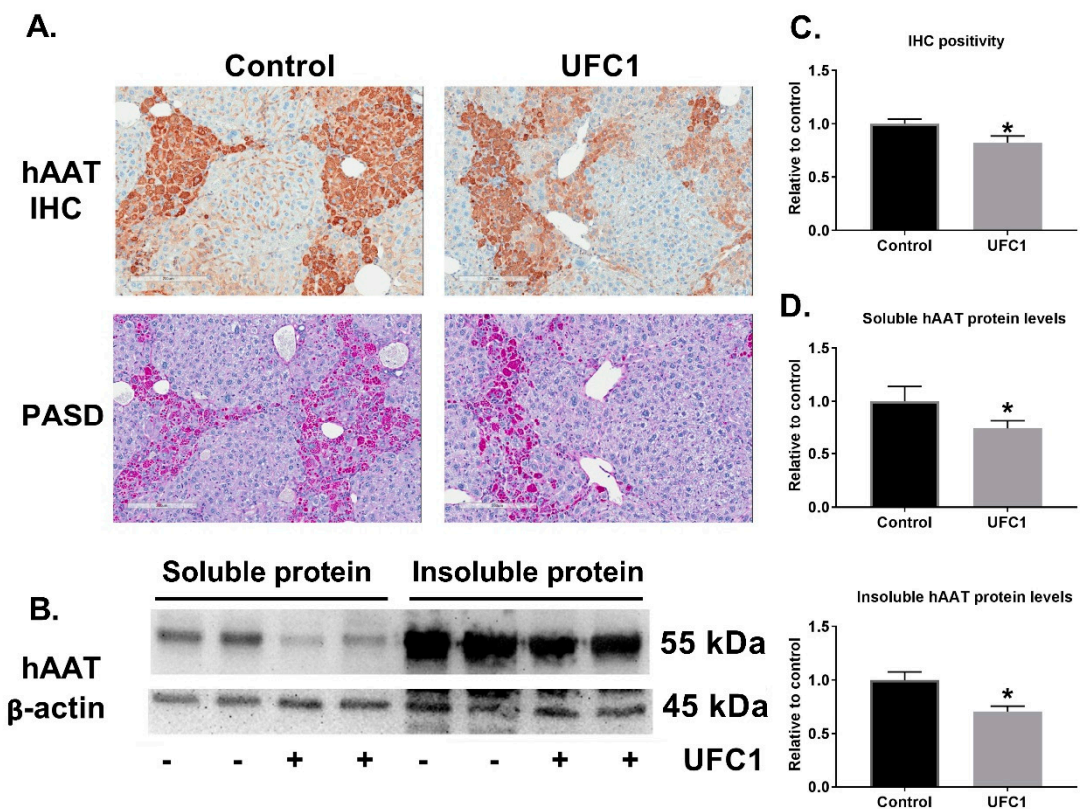 A.
Control UFC1
hAAT
IHC
PASD
B.
Soluble protein Insoluble protein
hAAT 55 kDa
β-actin 45 kDa
- - + + - - + + UFC1
C.
IHC positivity
Relative to control
1.5
1.0
0.5
0.0
*
Control UFC1
D.
Soluble hAAT protein levels
Relative to control
1.5
1.0
0.5
0.0
*
Control UFC1
Insoluble hAAT protein levels
Relative to control
1.5
1.0
0.5
0.0
*
Control UFC1